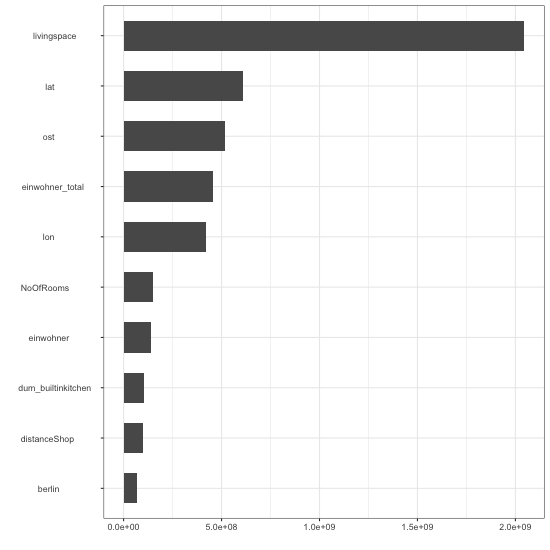 livingspace
lat
ost
einwohner_total
lon
NoOfRooms
einwohner
dum_builtinkitchen
distanceShop
berlin
0.0e+00 5.0e+08 1.0e+09 1.5e+09 2.0e+09